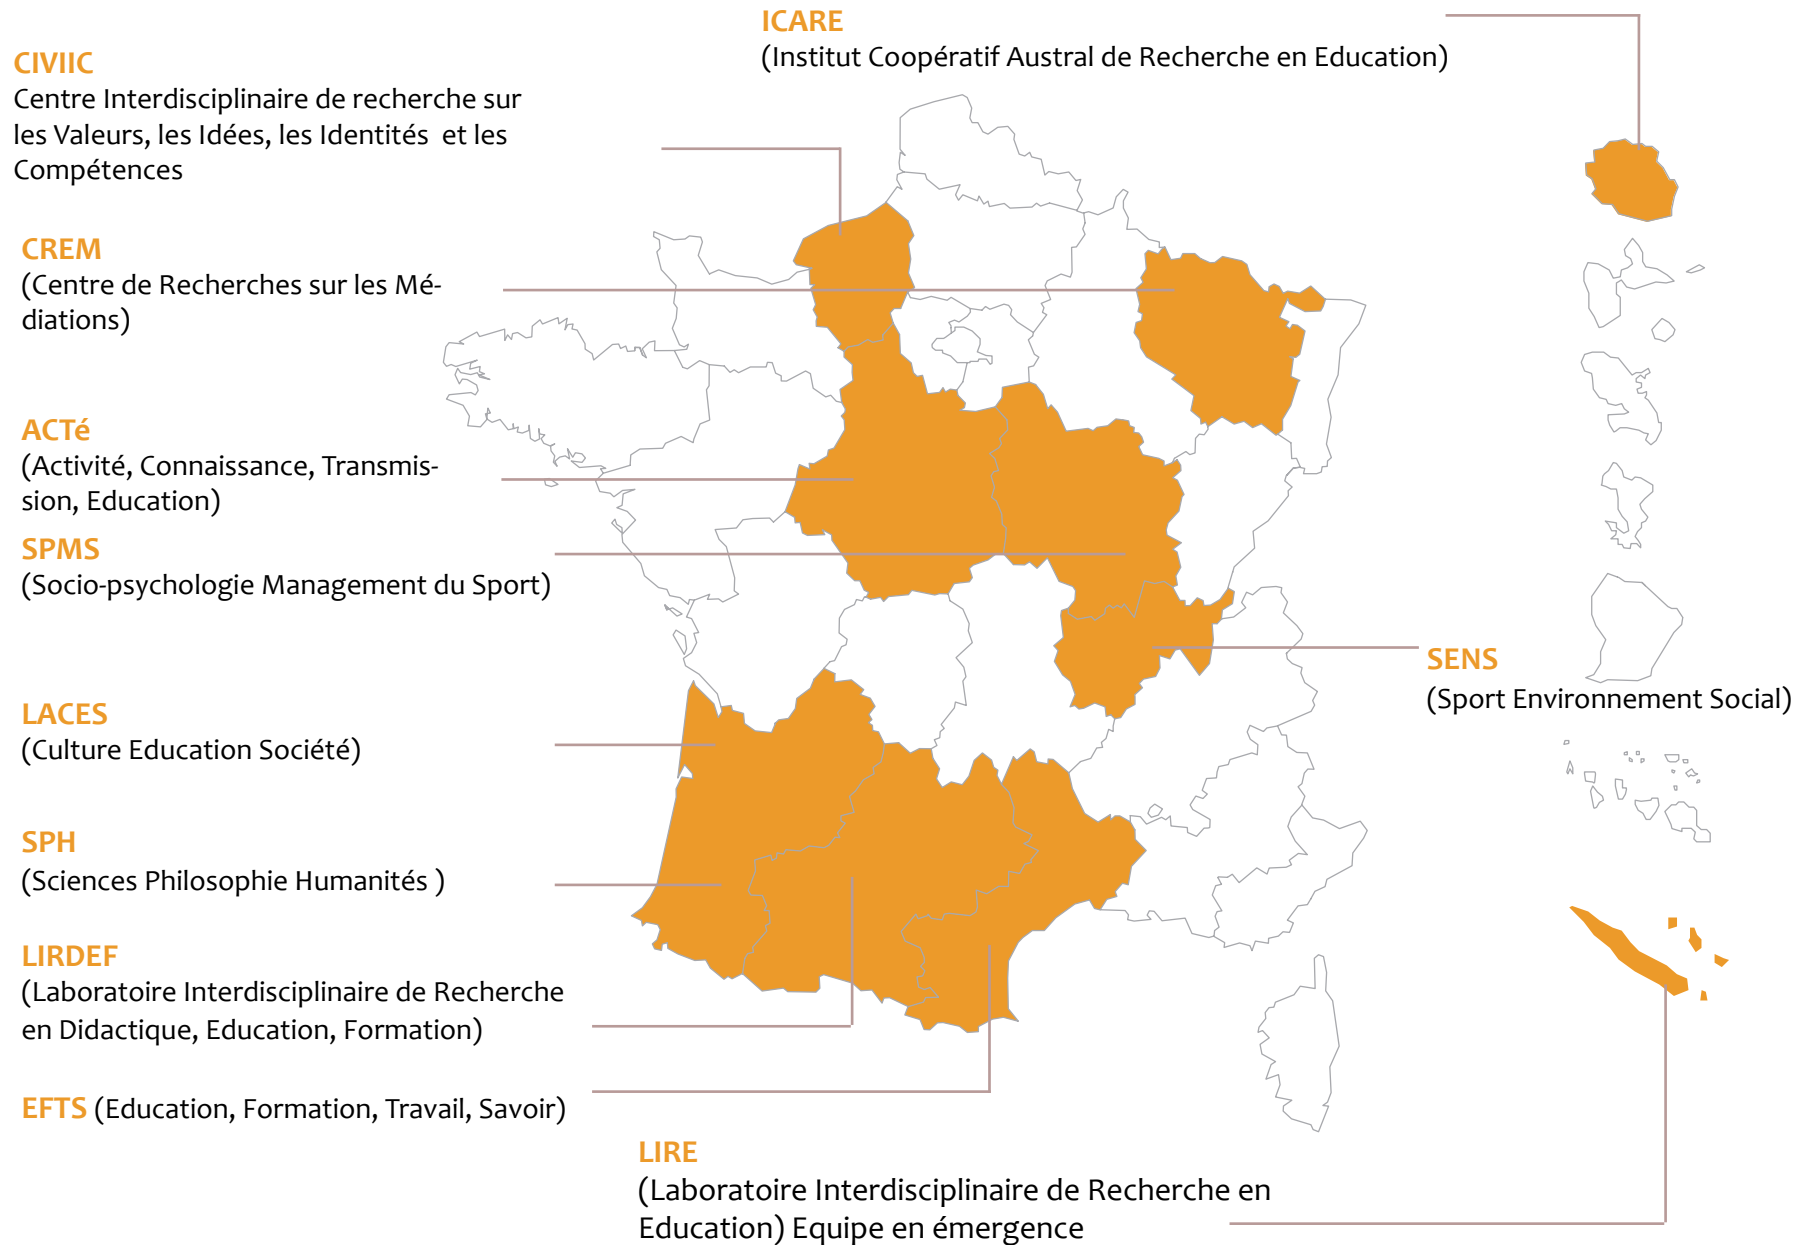 ICARE
(Institut Coopératif Austral de Recherche en Education)
CIVIIC
Centre Interdisciplinaire de recherche sur
les Valeurs, les Idées, les Identités et les
Compétences
CREM
(Centre de Recherches sur les Mé-
diations)
ACTé
(Activité, Connaissance, Transmis-
sion, Education)
SPMS
(Socio-psychologie Management du Sport)
SENS
(Sport Environnement Social)
LACES
(Culture Education Société)
SPH
(Sciences Philosophie Humanités )
LIRDEF
(Laboratoire Interdisciplinaire de Recherche
en Didactique, Education, Formation)
EFTS (Education, Formation, Travail, Savoir)
LIRE
(Laboratoire Interdisciplinaire de Recherche en
Education) Equipe en émergence